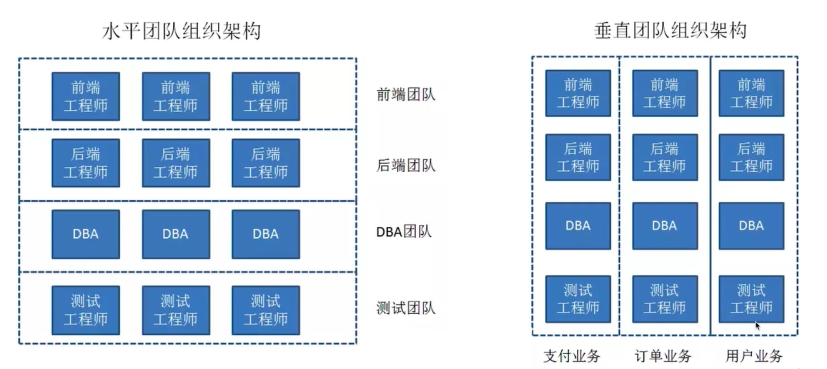 水平团队组织架构
前端
工程师
前端
工程师
前端
工程师
前端团队
后端
工程师
后端
工程师
后端
工程师
后端团队
DBA
DBA
DBA
DBA团队
测试
工程师
测试
工程师
测试
工程师
测试团队
垂直团队组织架构
前端
工程师
前端
工程师
前端
工程师
后端
工程师
后端
工程师
后端
工程师
DBA
DBA
DBA
测试
工程师
测试
工程师
测试
工程师
支付业务
订单业务
用户业务